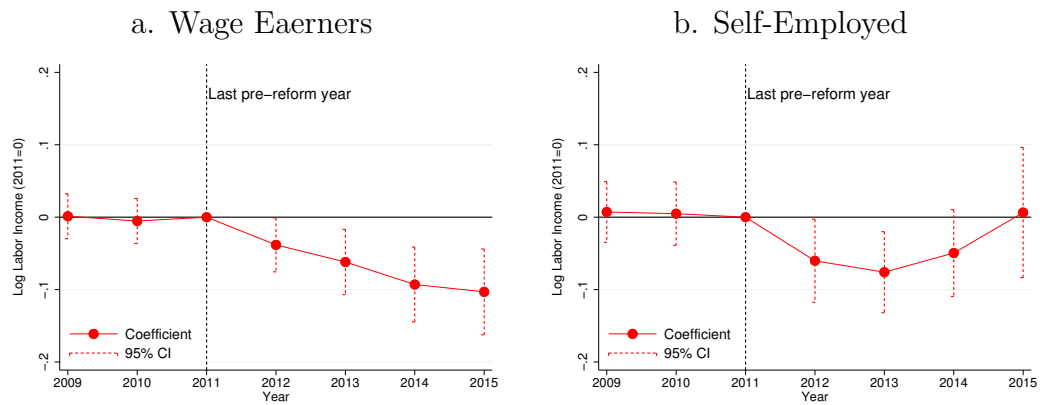 a. Wage Eaerners
Log Labor Income (2011=0)
.2
.1
0
-.1
-.2
Last pre-reform year
Coefficient
95% CI
2009 2010 2011 2012 2013 2014 2015
Year
b. Self-Employed
Log Labor Income (2011=0)
.2
.1
0
-.1
-.2
Last pre-reform year
Coefficient
95% CI
2009 2010 2011 2012 2013 2014 2015
Year